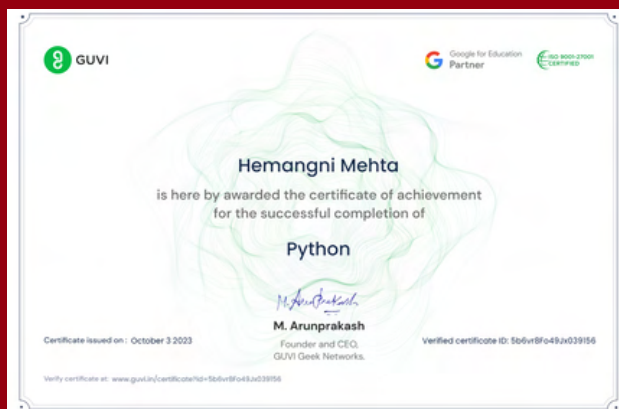 GUVI
Google for Education
Partner
ISO 9001-27001
CERTIFIED
Hemangni Mehta
is here by awarded the certificate of achievement
for the successful completion of
Python
M. Arunprakash
M. Arunprakash
Founder and CEO,
GUVI Geek Networks.
Certificate issued on : October 3 2023
Verified certificate ID: 5b6vr8Fo49Jx039156
Verify certificate at: www.guvi.in/certificate?id=5b6vr8Fo49Jx039156